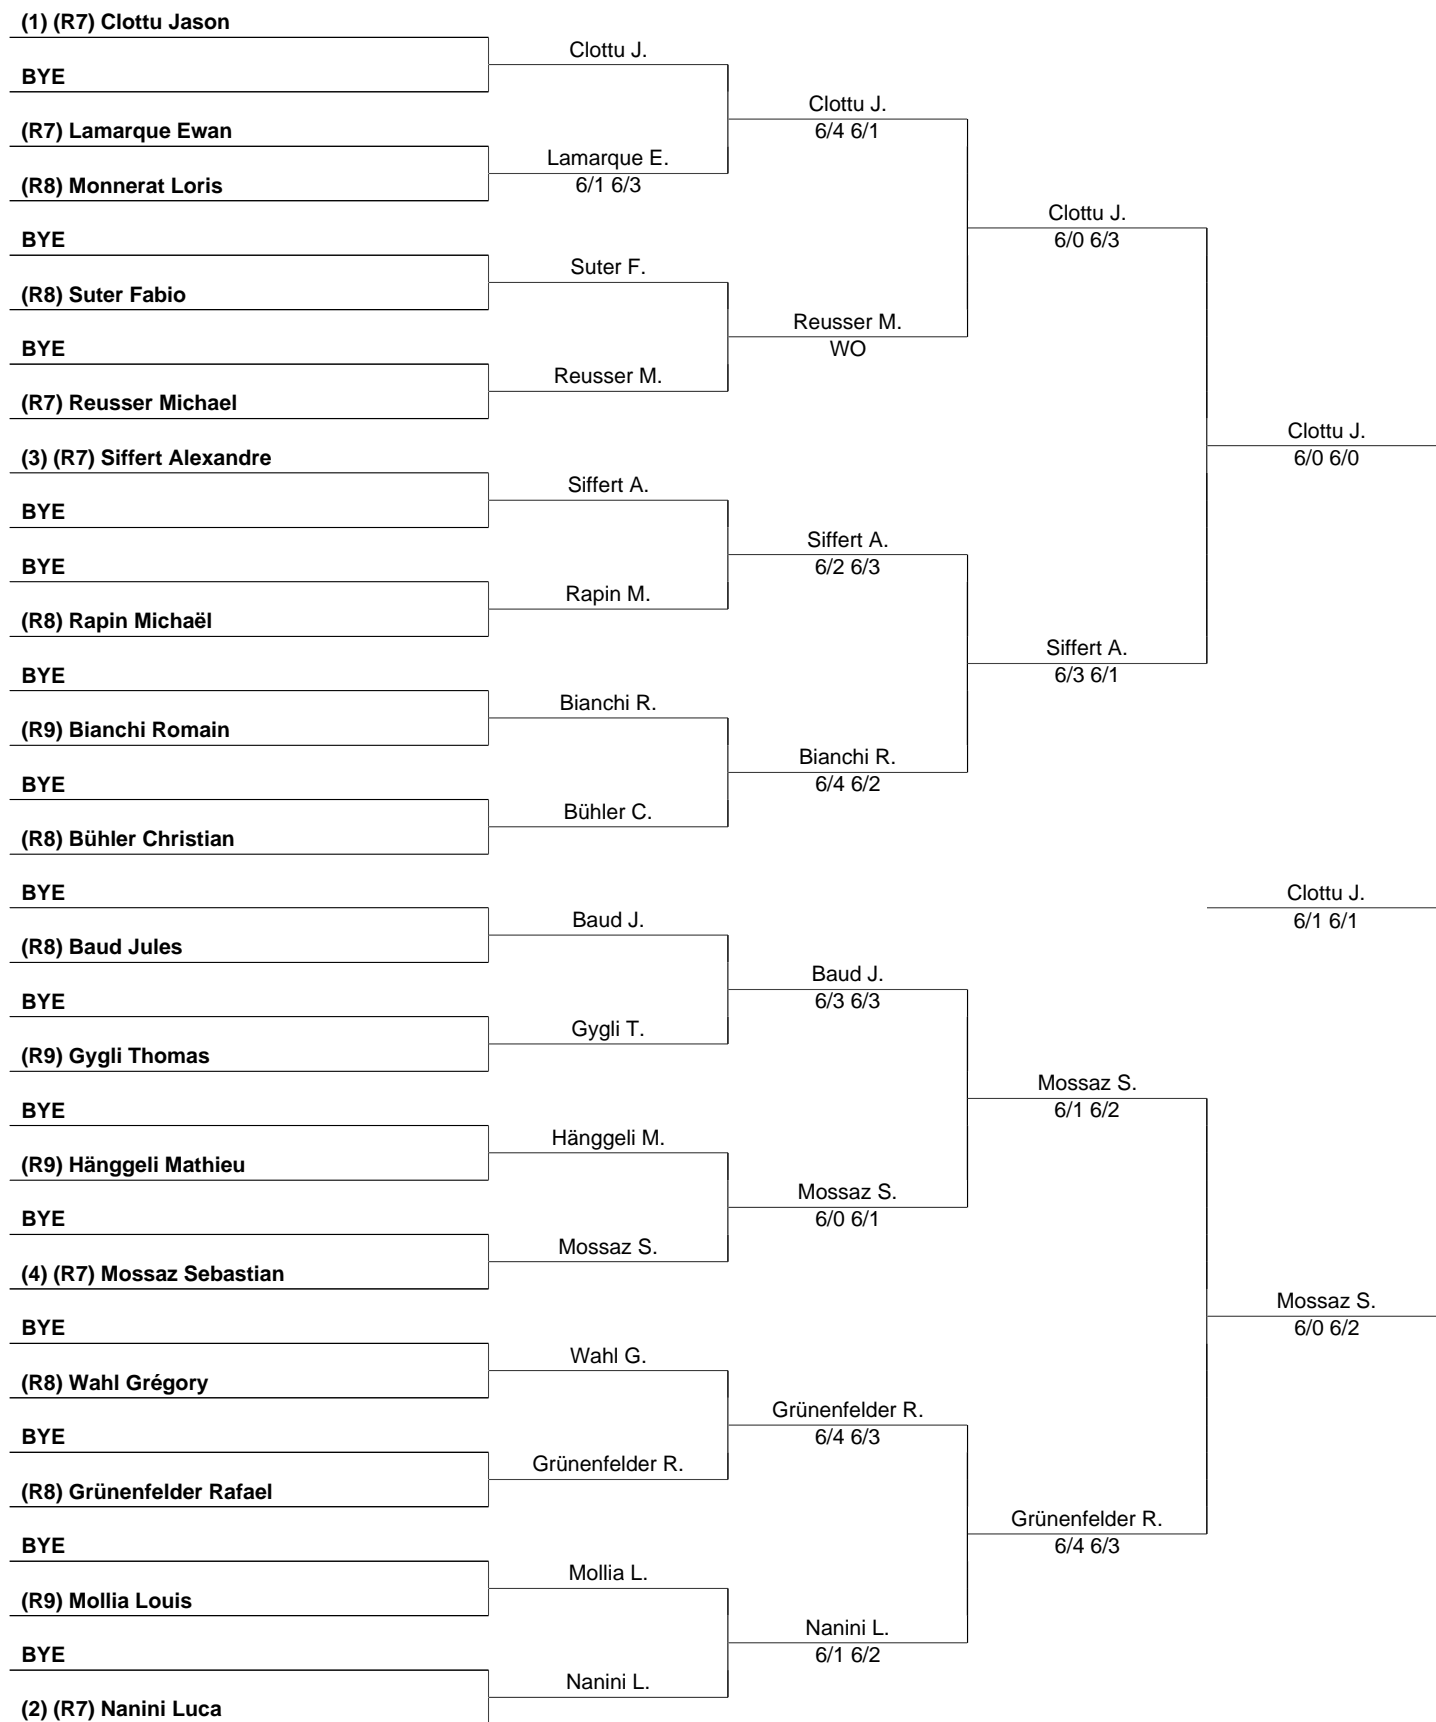 (1) (R7) Clottu Jason
Clottu J.
BYE
Clottu J.
(R7) Lamarque Ewan
6/4 6/1
Lamarque E.
(R8) Monnerat Loris
6/1 6/3
Clottu J.
BYE
6/0 6/3
Suter F.
(R8) Suter Fabio
Reusser M.
BYE
WO
Reusser M.
(R7) Reusser Michael
Clottu J.
(3) (R7) Siffert Alexandre
6/0 6/0
Siffert A.
BYE
Siffert A.
BYE
6/2 6/3
Rapin M.
(R8) Rapin Michaël
Siffert A.
BYE
6/3 6/1
Bianchi R.
(R9) Bianchi Romain
Bianchi R.
BYE
6/4 6/2
Bühler C.
(R8) Bühler Christian
BYE
Clottu J.
Baud J.
6/1 6/1
(R8) Baud Jules
Baud J.
BYE
6/3 6/3
Gygli T.
(R9) Gygli Thomas
Mossaz S.
BYE
6/1 6/2
Hänggeli M.
(R9) Hänggeli Mathieu
Mossaz S.
BYE
6/0 6/1
Mossaz S.
(4) (R7) Mossaz Sebastian
Mossaz S.
BYE
6/0 6/2
Wahl G.
(R8) Wahl Grégory
Grünenfelder R.
BYE
6/4 6/3
Grünenfelder R.
(R8) Grünenfelder Rafael
Grünenfelder R.
BYE
6/4 6/3
Mollia L.
(R9) Mollia Louis
Nanini L.
BYE
6/1 6/2
Nanini L.
(2) (R7) Nanini Luca